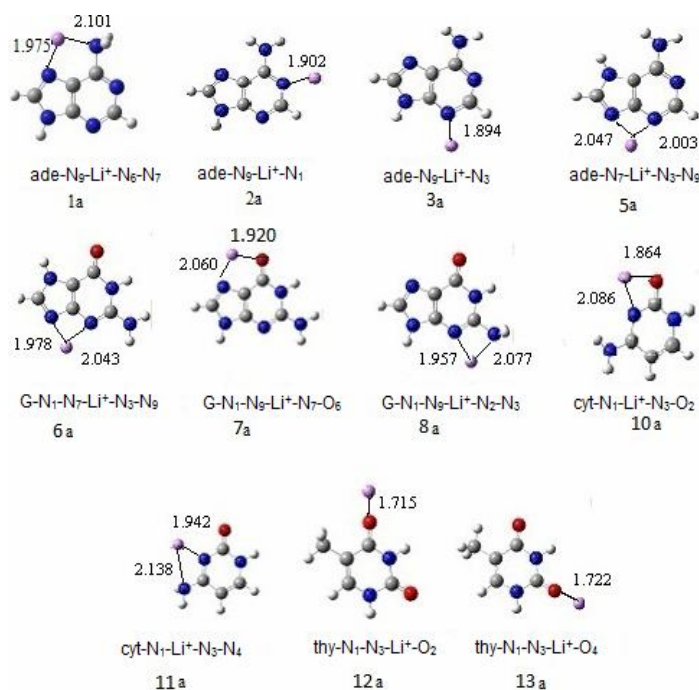 2.101
1.975
1.902
1.894
2.047 2.003
ade-N₉-Li⁺-N₆-N₇ ade-N₉-Li⁺-N₁ ade-N₉-Li⁺-N₃ ade-N₇-Li⁺-N₃-N₉
1a 2a 3a 5a
1.920
2.060
1.864
2.086
1.978 2.043
1.957 2.077
G-N₁-N₇-Li⁺-N₃-N₉ G-N₁-N₉-Li⁺-N₇-O₆ G-N₁-N₉-Li⁺-N₂-N₃ cyt-N₁-Li⁺-N₃-O₂
6a 7a 8a 10a
1.942
2.138
1.715
1.722
cyt-N₁-Li⁺-N₃-N₄ thy-N₁-N₃-Li⁺-O₂ thy-N₁-N₃-Li⁺-O₄
11a 12a 13a